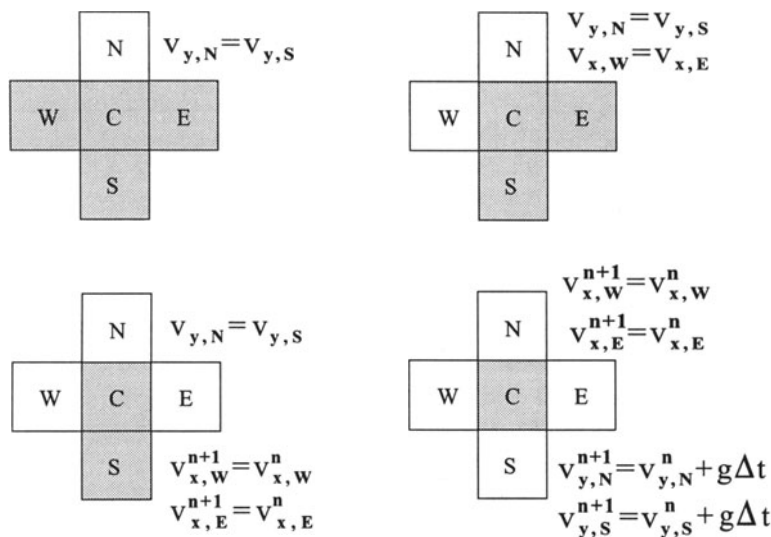 N
v_{y,N}=v_{y,S}
W C E
S
v_{y,N}=v_{y,S}
v_{x,W}=v_{x,E}
N
W C E
S
N
v_{y,N}=v_{y,S}
W C E
S
v^{n+1}_{x,W}=v^{n}_{x,W}
v^{n+1}_{x,E}=v^{n}_{x,E}
v^{n+1}_{x,W}=v^{n}_{x,W}
N
v^{n+1}_{x,E}=v^{n}_{x,E}
W C E
S
v^{n+1}_{y,N}=v^{n}_{y,N}+gΔt
v^{n+1}_{y,S}=v^{n}_{y,S}+gΔt